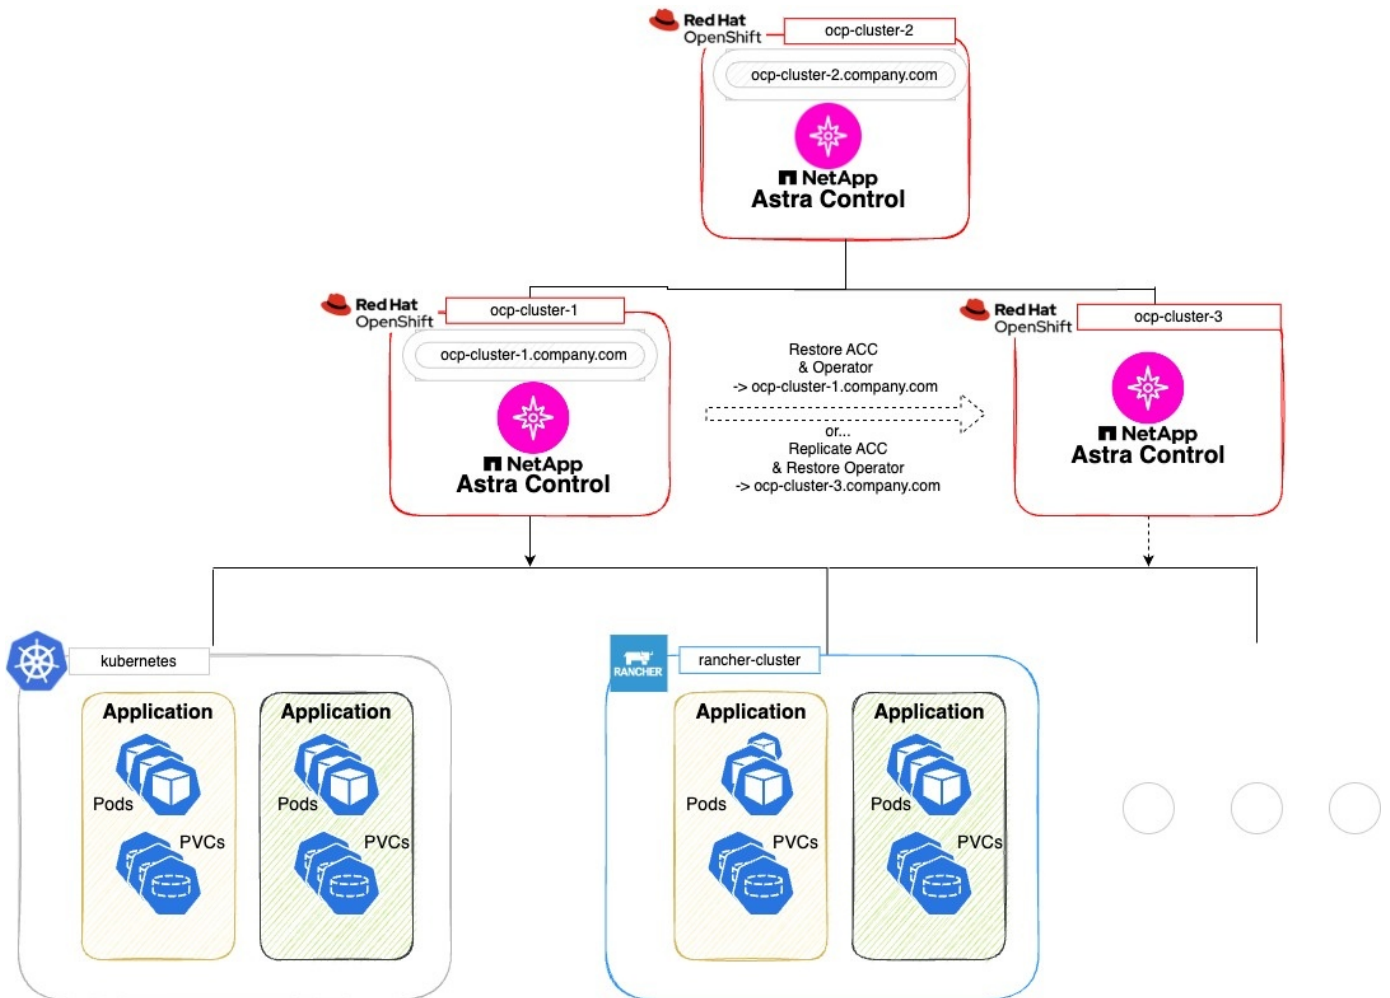 Red Hat
OpenShift
ocp-cluster-2
ocp-cluster-2.company.com
NetApp
Astra Control
Red Hat
OpenShift
ocp-cluster-1
ocp-cluster-1.company.com
NetApp
Astra Control
Restore ACC
& Operator
-> ocp-cluster-1.company.com
or...
Replicate ACC
& Restore Operator
-> ocp-cluster-3.company.com
Red Hat
OpenShift
ocp-cluster-3
NetApp
Astra Control
kubernetes
Application
Pods
PVCs
Application
Pods
PVCs
RANCHER
rancher-cluster
Application
Pods
PVCs
Application
Pods
PVCs